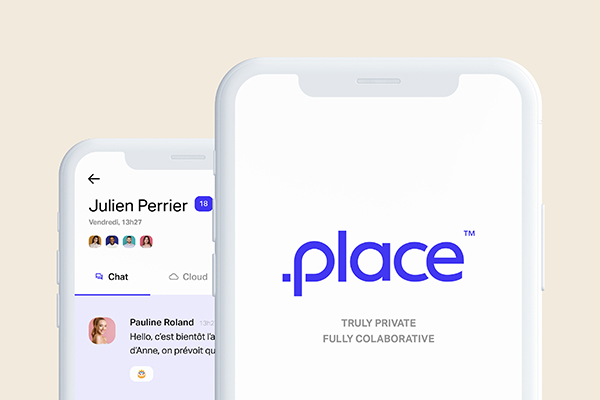 Julien Perrier 18
Vendredi, 13h27
Chat
Cloud
Pauline Roland
Hello, c'est bientôt l'a
d'Anne, on prévoit qu
.place™
TRULY PRIVATE
FULLY COLABORATIVE